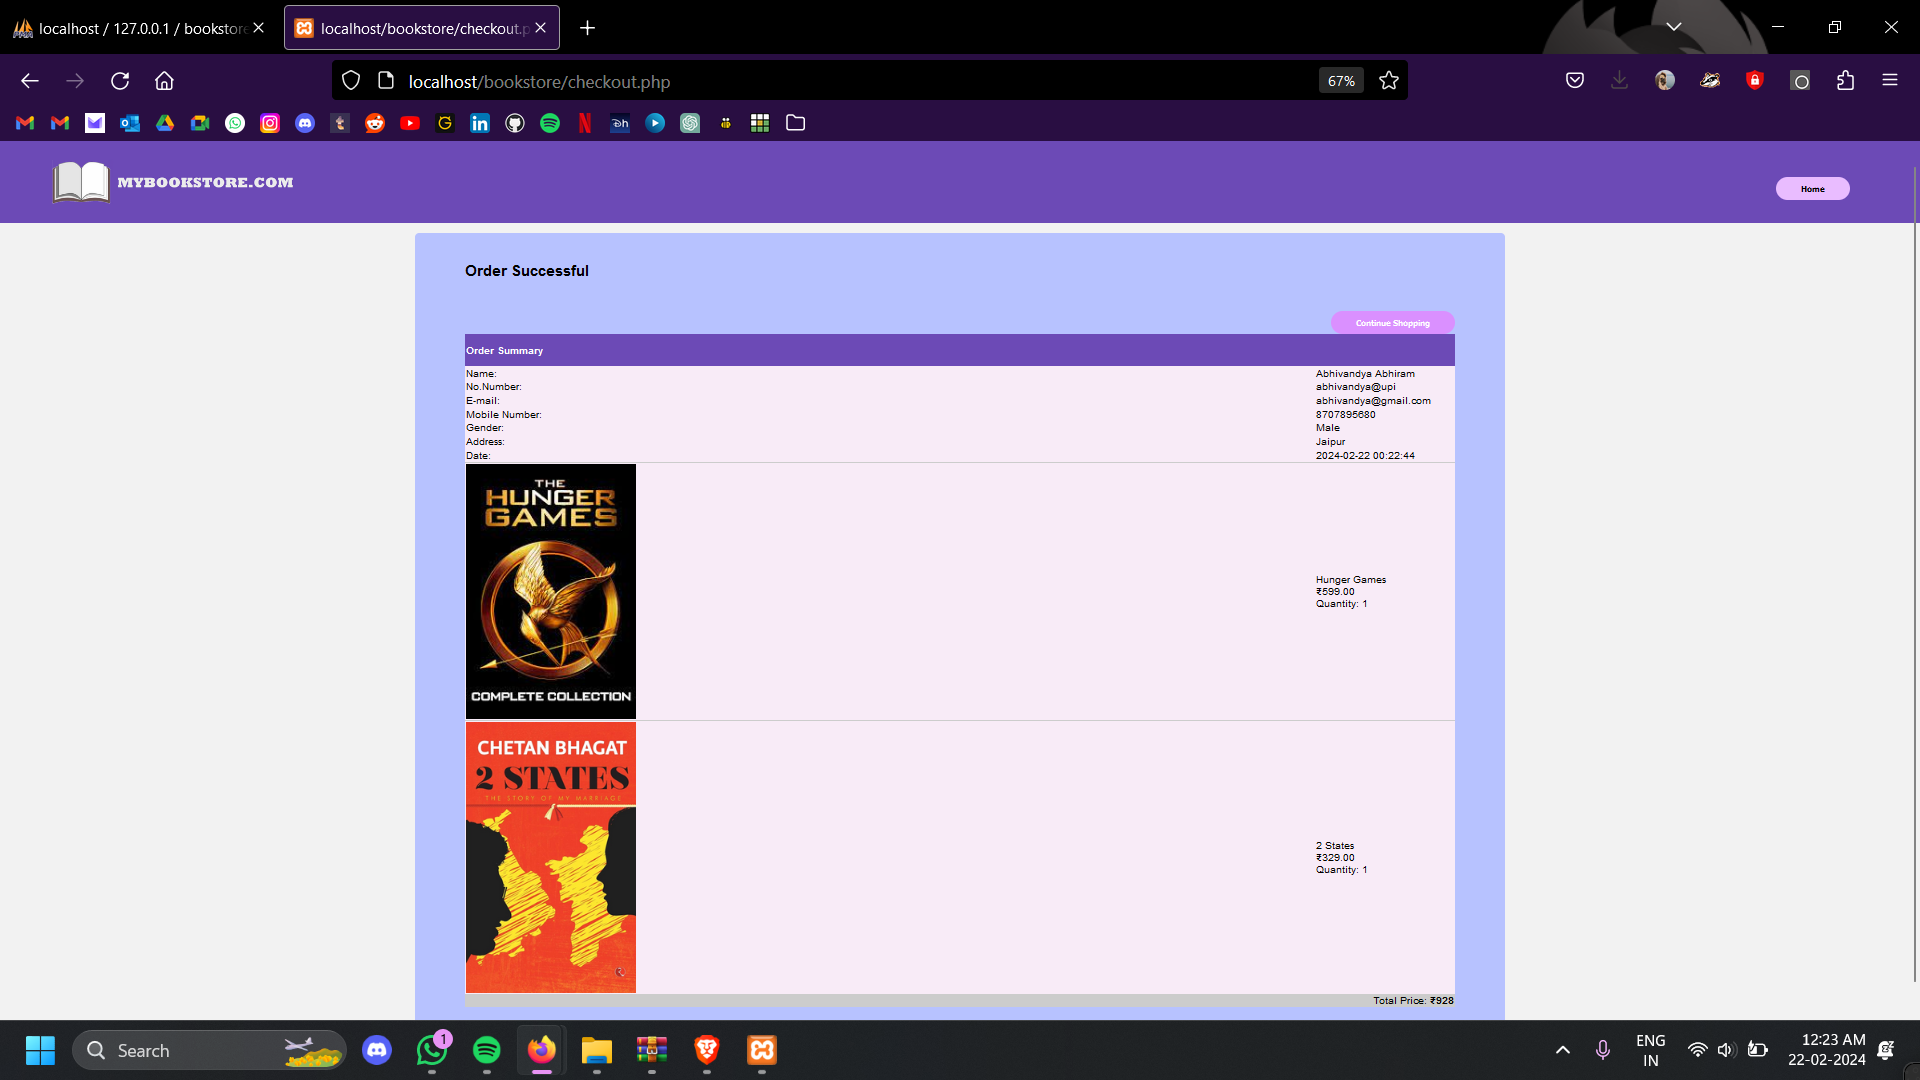 localhost / 127.0.0.1 / bookstore
localhost/bookstore/checkout.p
localhost/bookstore/checkout.php
67%
MYBOOKSTORE.COM
Home
Order Successful
Continue Shopping
Order Summary
Name: Abhivandya Abhiram
No.Number: abhivandya@upi
E-mail: abhivandya@gmail.com
Mobile Number: 8707895680
Gender: Male
Address: Jaipur
Date: 2024-02-22 00:22:44
THE
HUNGER
GAMES
COMPLETE COLLECTION
Hunger Games
₹599.00
Quantity: 1
CHETAN BHAGAT
2 STATES
THE STORY OF MY MARRIAGE
2 States
₹329.00
Quantity: 1
Total Price: ₹928
Search
1
ENG
IN
12:23 AM
22-02-2024